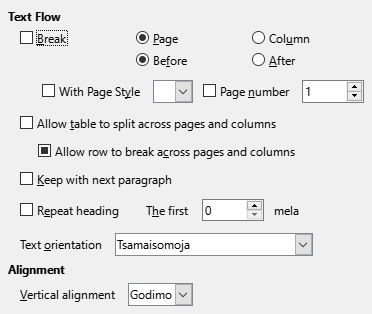 Text Flow
Break Page Column
Before After
With Page Style Page number 1
Allow table to split across pages and columns
Allow row to break across pages and columns
Keep with next paragraph
Repeat heading The first 0 mela
Text orientation Tsamaisomoja
Alignment
Vertical alignment Godimo